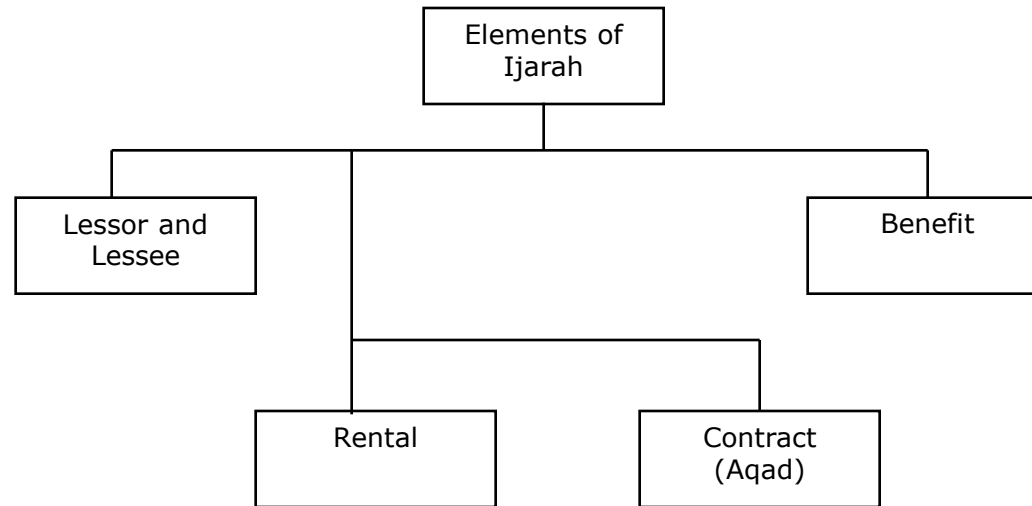 Elements of
Ijarah
Lessor and
Lessee
Benefit
Rental
Contract
(Aqad)